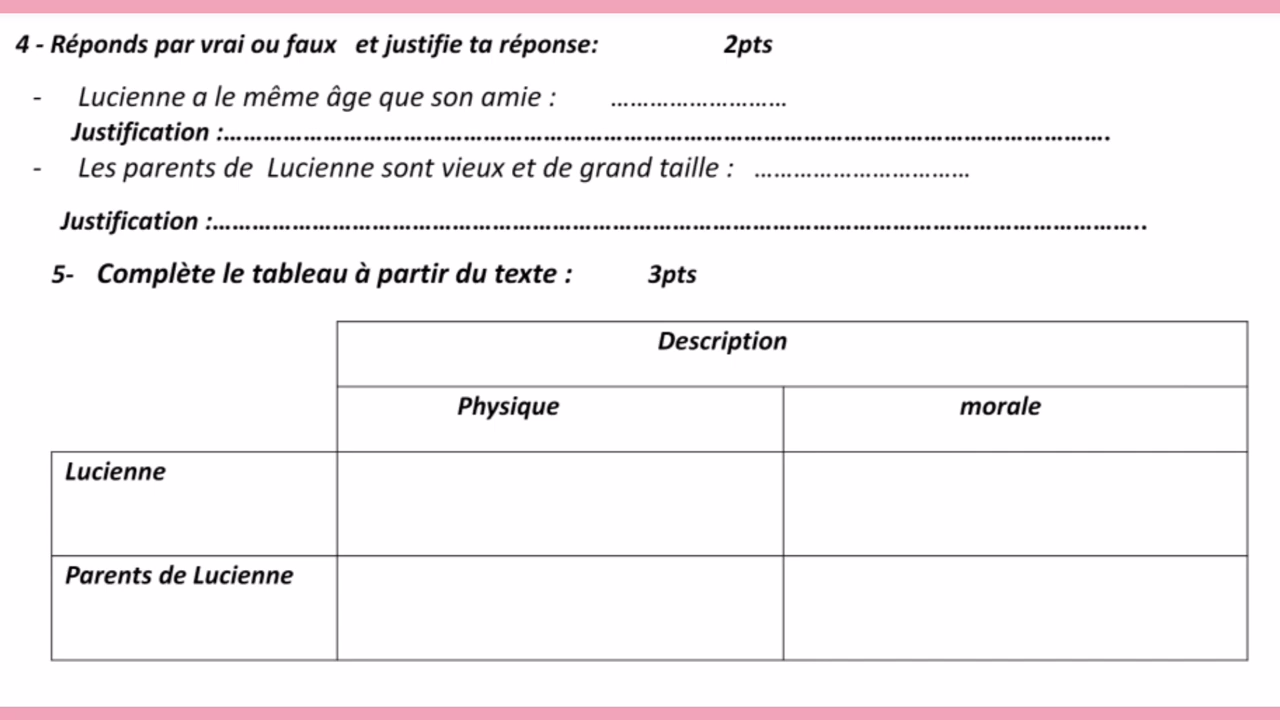 4 - Réponds par vrai ou faux et justifie ta réponse: 2pts
- Lucienne a le même âge que son amie : ...........................
Justification :....................................................................................................................................
- Les parents de Lucienne sont vieux et de grand taille : .................................
Justification :............................................................................................................................................
5- Complète le tableau à partir du texte : 3pts
Description
Physique morale
Lucienne
Parents de Lucienne